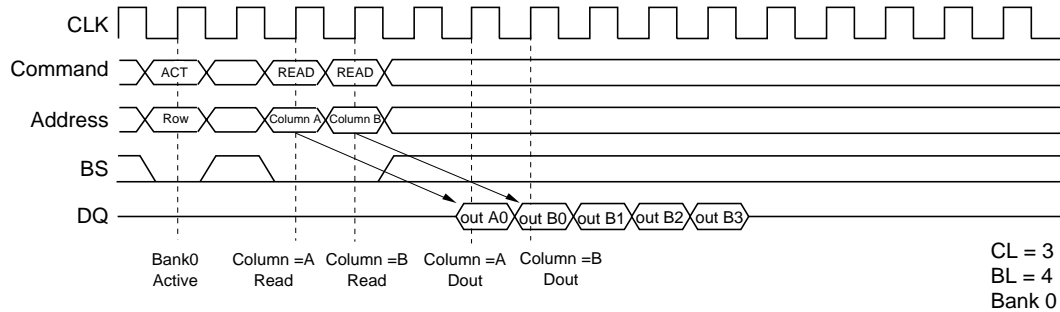 CLK
Command ACT READ READ
Address Row Column A Column B
BS
DQ out A0 out B0 out B1 out B2 out B3
Bank0 Column =A Column =B Column =A Column =B
Active Read Read Dout Dout
CL = 3
BL = 4
Bank 0